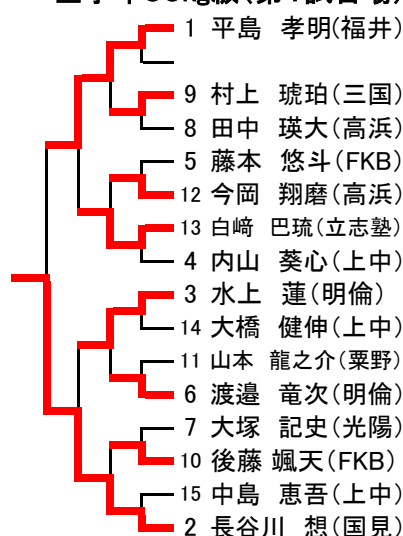 1 平島 孝明(福井)
9 村上 琥珀(三国)
8 田中 瑛大(高浜)
5 藤本 悠斗(FKB)
12 今岡 翔磨(高浜)
13 白﨑 巴琉(立志塾)
4 内山 葵心(上中)
3 水上 蓮(明倫)
14 大橋 健伸(上中)
11 山本 龍之介(粟野)
6 渡邉 竜次(明倫)
7 大塚 記史(光陽)
10 後藤 颯天(FKB)
15 中島 恵吾(上中)
2 長谷川 想(国見)